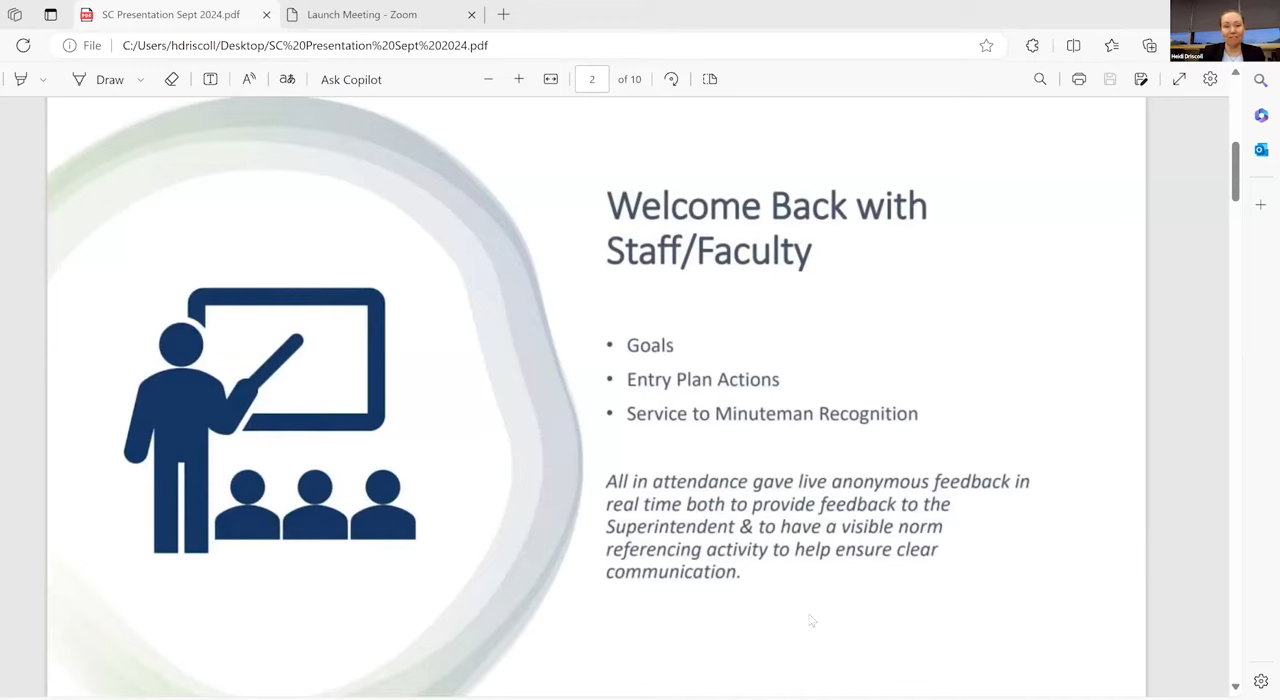 SC Presentation Sept 2024.pdf
Launch Meeting - Zoom
File
C:/Users/hdriscoll/Desktop/SC%20Presentation%20Sept%202024.pdf
Draw
Ask Copilot
2 of 10
Heidi Driscoll
Welcome Back with
Staff/Faculty
• Goals
• Entry Plan Actions
• Service to Minuteman Recognition
All in attendance gave live anonymous feedback in
real time both to provide feedback to the
Superintendent & to have a visible norm
referencing activity to help ensure clear
communication.